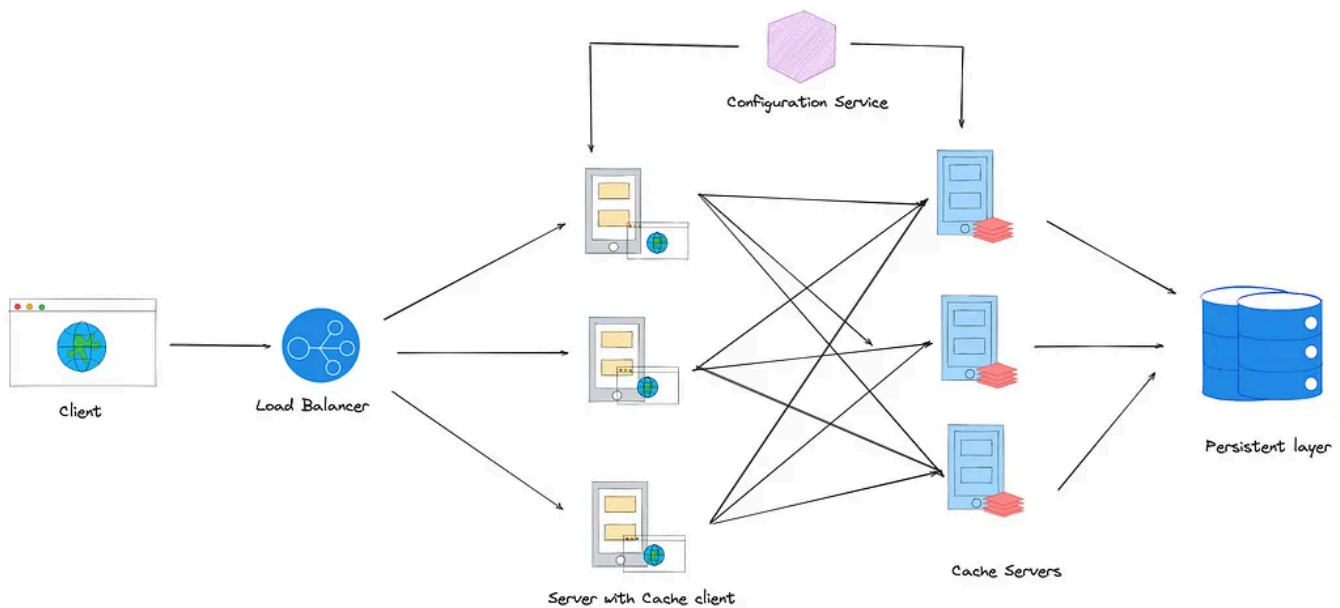 Configuration Service
Client
Load Balancer
Server with Cache client
Cache Servers
Persistent layer